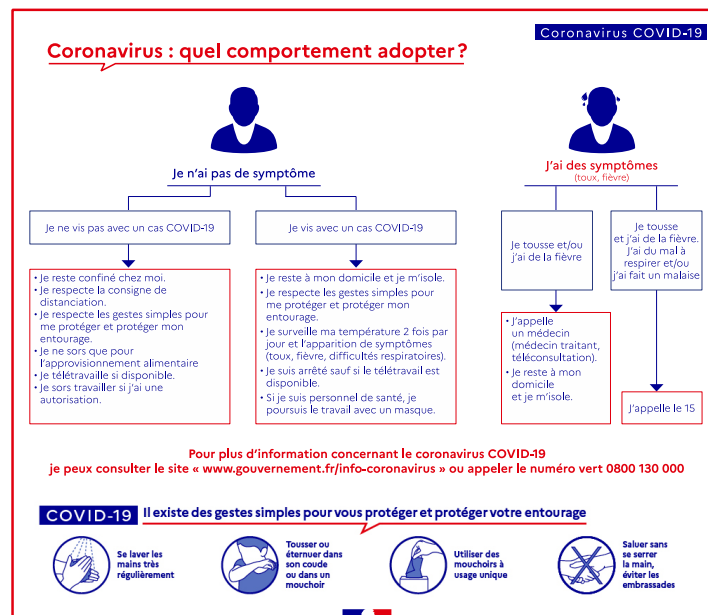 Coronavirus COVID-19
Coronavirus : quel comportement adopter ?
Je n'ai pas de symptôme
Je ne vis pas avec un cas COVID-19
• Je reste confiné chez moi.
• Je respecte la consigne de
distanciation.
• Je respecte les gestes simples pour
me protéger et protéger mon
entourage.
• Je ne sors que pour
l'approvisionnement alimentaire
• Je télétravaille si disponible.
• Je sors travailler si j'ai une
autorisation.
Je vis avec un cas COVID-19
• Je reste à mon domicile et je m'isole.
• Je respecte les gestes simples pour
me protéger et protéger mon
entourage.
• Je surveille ma température 2 fois par
jour et l'apparition de symptômes
(toux, fièvre, difficultés respiratoires).
• Je suis arrêté sauf si le télétravail est
disponible.
• Si je suis personnel de santé, je
poursuis le travail avec un masque.
J'ai des symptômes
(toux, fièvre)
Je tousse et/ou
j'ai de la fièvre
• J'appelle
un médecin
(médecin traitant,
téléconsultation).
• Je reste à mon
domicile
et je m'isole.
Je tousse
et j'ai de la fièvre.
J'ai du mal à
respirer et/ou
j'ai fait un malaise
J'appelle le 15
Pour plus d'information concernant le coronavirus COVID-19
je peux consulter le site « www.gouvernement.fr/info-coronavirus » ou appeler le numéro vert 0800 130 000
COVID-19 Il existe des gestes simples pour vous protéger et protéger votre entourage
Se laver les
mains très
régulièrement
Tousser ou
éternuer dans
son coude
ou dans un
mouchoir
Utiliser des
mouchoirs à
usage unique
Saluer sans
se serrer
la main,
éviter les
embrassades